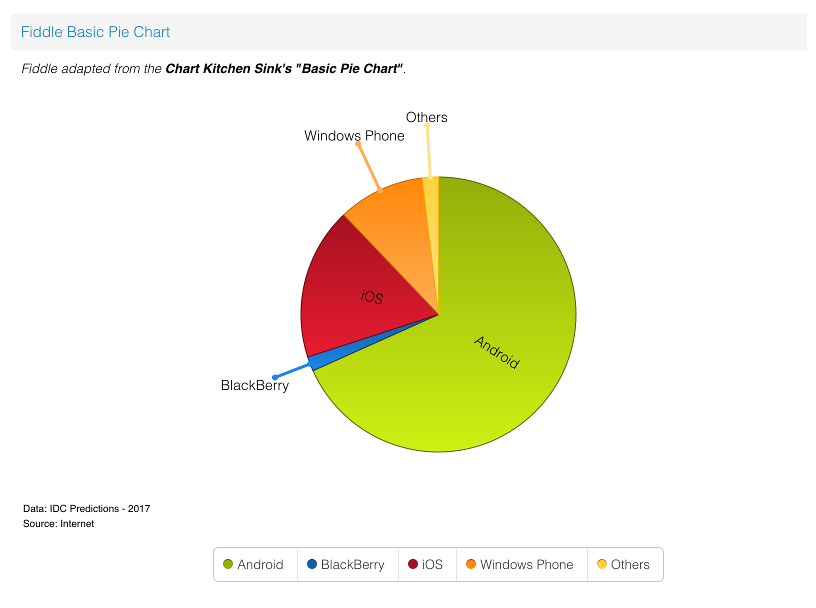 Fiddle Basic Pie Chart
Fiddle adapted from the Chart Kitchen Sink's "Basic Pie Chart".
Others
Windows Phone
iOS
Android
BlackBerry
Data: IDC Predictions - 2017
Source: Internet
Android BlackBerry iOS Windows Phone Others